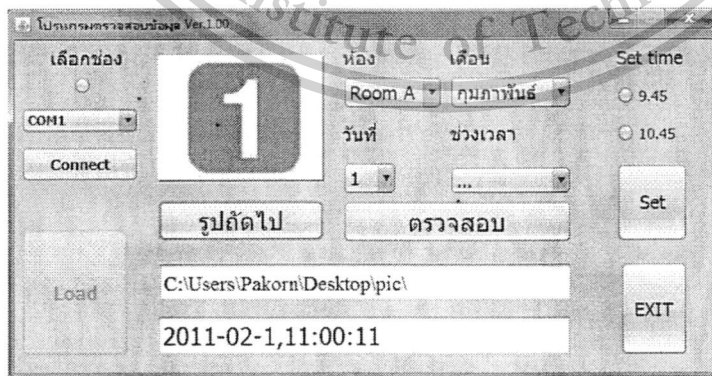 Institute of Tech
โปรแกรมตรวจสอบข้อมูล Ver.1.00
เลือกช่อง
COM1
Connect
Load
1
รูปถัดไป
ห้อง
เดือน
Room A
กุมภาพันธ์
วันที่
ช่วงเวลา
1
...
ตรวจสอบ
C:\Users\Pakorn\Desktop\pic\
2011-02-1,11:00:11
Set time
9.45
10.45
Set
EXIT